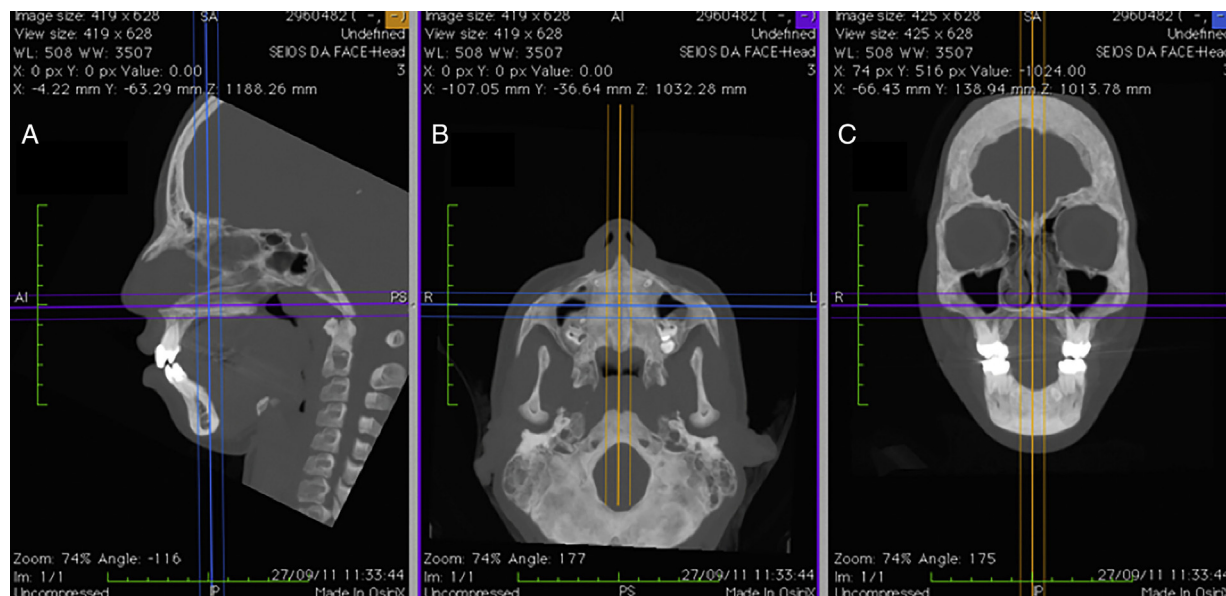 Image size: 419 x 628
SA
2960482 ( -, -)
View size: 419 x 628
Undefined
WL: 508 WW: 3507
SEIOS DA FACE-Head
X: 0 px Y: 0 px Value: 0.00
3
X: -4.22 mm Y: -63.29 mm Z: 1188.26 mm
A
AI
PS
Zoom: 74% Angle: -116
Im: 1/1
27/09/11 11:33:44
Uncompressed
IP
Made In OsiriX
Image size: 419 x 628
AI
2960482 ( -, -)
View size: 419 x 628
Undefined
WL: 508 WW: 3507
SEIOS DA FACE-Head
X: 0 px Y: 0 px Value: 0.00
3
X: -107.05 mm Y: -36.64 mm Z: 1032.28 mm
B
R
L
Zoom: 74% Angle: 177
Im: 1/1
27/09/11 11:33:44
Uncompressed
PS
Made In OsiriX
Image size: 425 x 628
SA
2960482 ( -, -)
View size: 425 x 628
Undefined
WL: 508 WW: 3507
SEIOS DA FACE-Head
X: 74 px Y: 516 px Value: -1024.00
X: -66.43 mm Y: 138.94 mm Z: 1013.78 mm
C
R
Zoom: 74% Angle: 175
Im: 1/1
27/09/11 11:33:44
Uncompressed
IP
Made In OsiriX